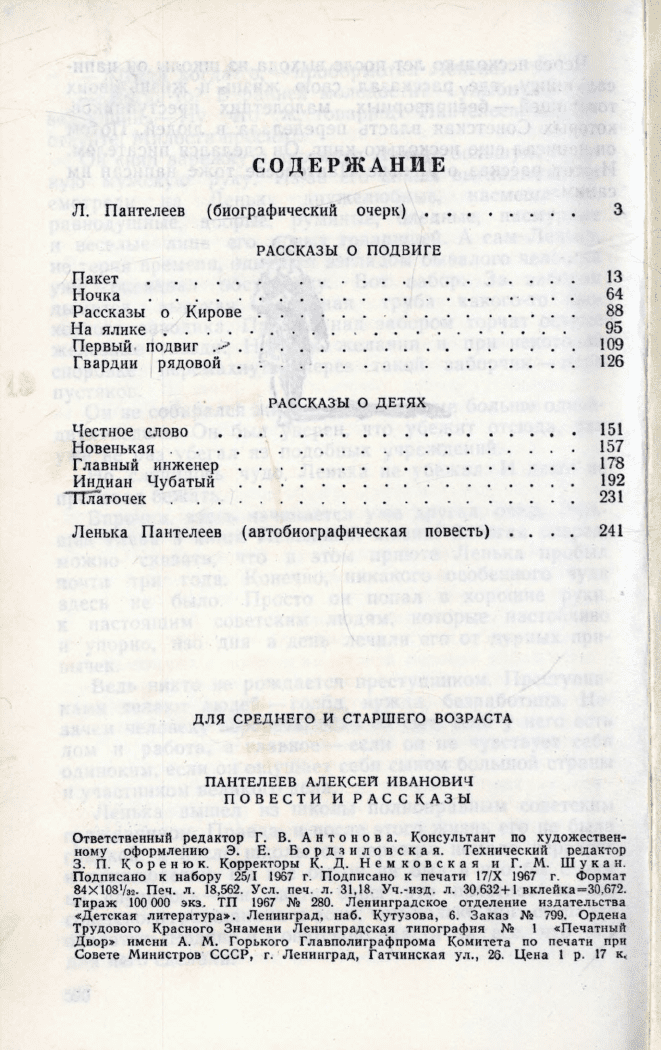 СОДЕРЖАНИЕ
Л. Пантелеев (биографический очерк) . . . . . . . . 3
РАССКАЗЫ О ПОДВИГЕ
Пакет . . . . . . . . . . . . . . . . . . . . 13
Ночка . . . . . . . . . . . . . . . . . . . . 64
Рассказы о Кирове . . . . . . . . . . . . . . . 88
На ялике . . . . . . . . . . . . . . . . . . . 95
Первый подвиг . . . . . . . . . . . . . . . . . 109
Гвардии рядовой . . . . . . . . . . . . . . . . 126
РАССКАЗЫ О ДЕТЯХ
Честное слово . . . . . . . . . . . . . . . . . 151
Новенькая . . . . . . . . . . . . . . . . . . 157
Главный инженер . . . . . . . . . . . . . . . . 178
Индиан Чубатый . . . . . . . . . . . . . . . . 192
Платочек . . . . . . . . . . . . . . . . . . . 231
Ленька Пантелеев (автобиографическая повесть) . . . . 241
ДЛЯ СРЕДНЕГО И СТАРШЕГО ВОЗРАСТА
ПАНТЕЛЕЕВ АЛЕКСЕЙ ИВАНОВИЧ
ПОВЕСТИ И РАССКАЗЫ
Ответственный редактор Г. В. Антонова. Консультант по художествен-
ному оформлению Э. Е. Бордзиловская. Технический редактор
З. П. Коренюк. Корректоры К. Д. Немковская и Г. М. Шукан.
Подписано к набору 25/I 1967 г. Подписано к печати 17/X 1967 г. Формат
84×108¹/₃₂. Печ. л. 18,562. Усл. печ. л. 31,18. Уч.-изд. л. 30,632+1 вклейка=30,672.
Тираж 100 000 экз. ТП 1967 № 280. Ленинградское отделение издательства
«Детская литература». Ленинград, наб. Кутузова, 6. Заказ № 799. Ордена
Трудового Красного Знамени Ленинградская типография № 1 «Печатный
Двор» имени А. М. Горького Главполиграфпрома Комитета по печати при
Совете Министров СССР, г. Ленинград, Гатчинская ул., 26. Цена 1 р. 17 к.